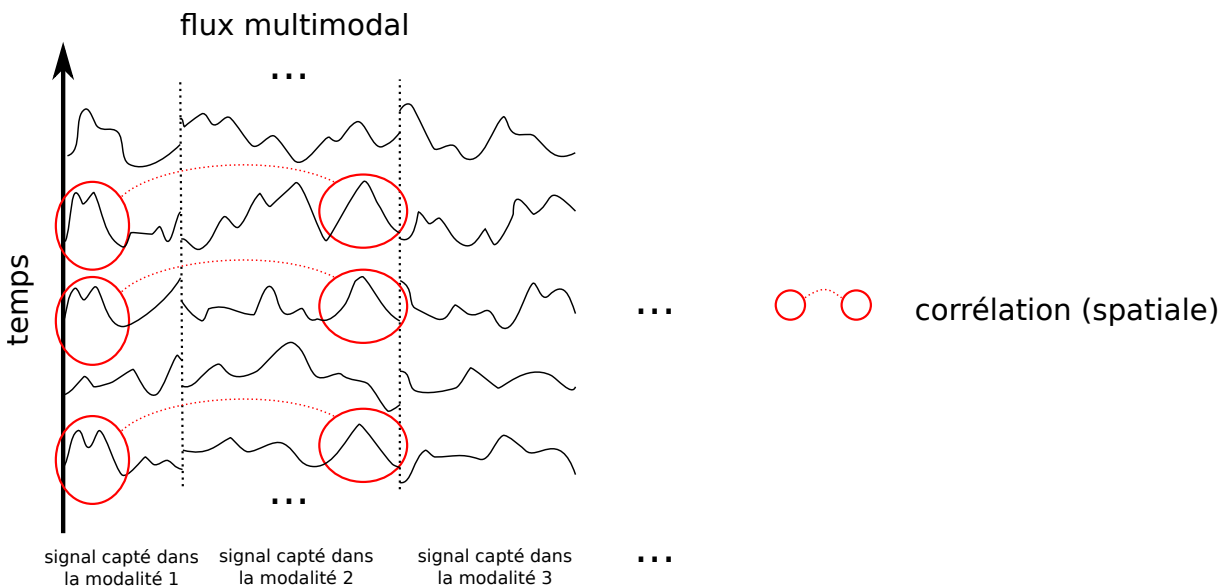 flux multimodal
...
temps
...
corrélation (spatiale)
...
signal capté dans
la modalité 1
signal capté dans
la modalité 2
signal capté dans
la modalité 3
...